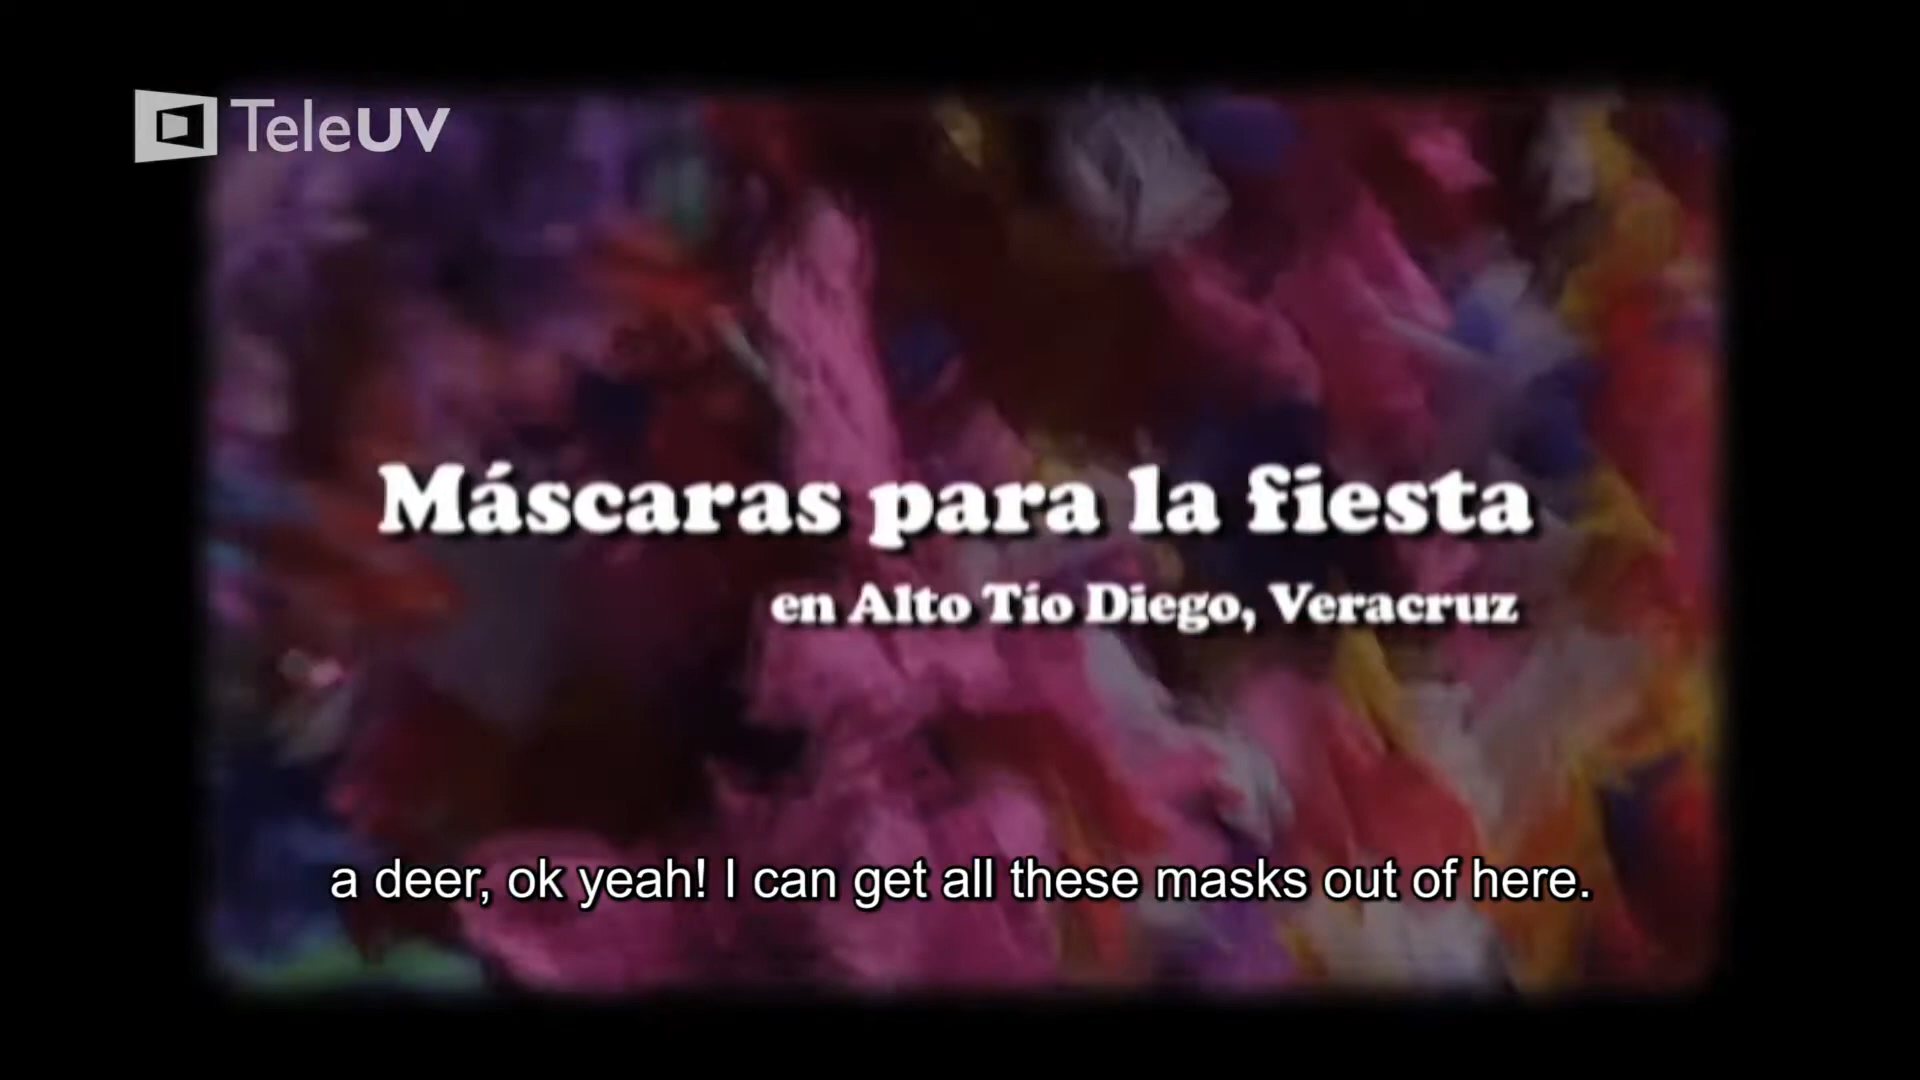 TeleUV
Máscaras para la fiesta
en Alto Tío Diego, Veracruz
a deer, ok yeah! I can get all these masks out of here.